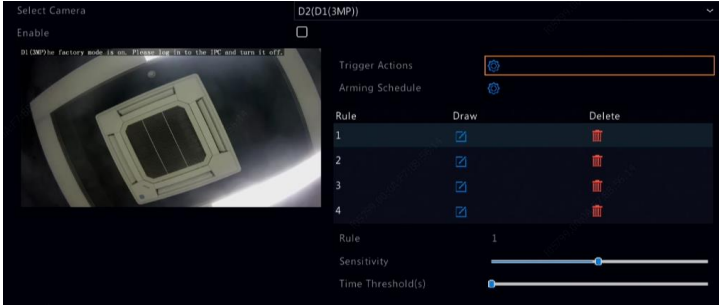 Select Camera D2(D1(3MP))
Enable
D1(3MP)he factory mode is on. Please log in to the IPC and turn it off.
Trigger Actions
Arming Schedule
Rule Draw Delete
1
2
3
4
Rule 1
Sensitivity
Time Threshold(s)